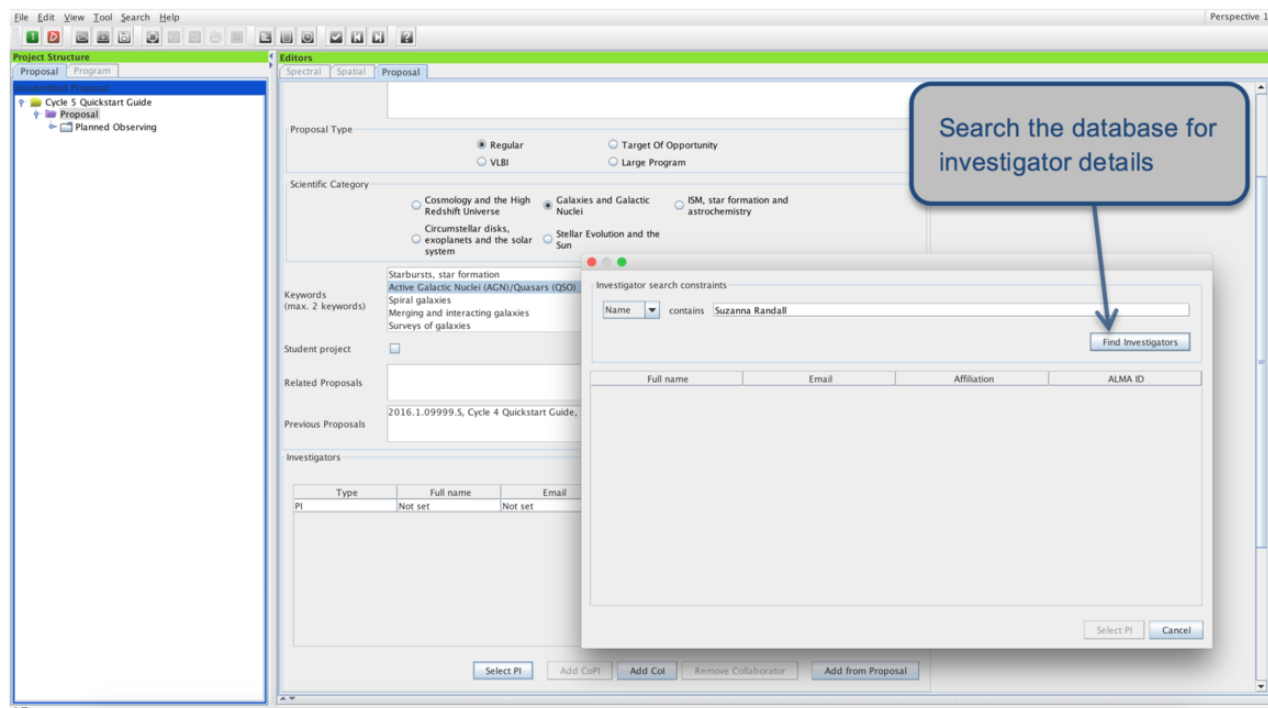 File Edit View Tool Search Help
Perspective 1
Project Structure
Proposal Program
Unsubmitted Proposal
Cycle 5 Quickstart Guide
Proposal
Planned Observing
Editors
Spectral Spatial Proposal
Proposal Type
Regular
Target Of Opportunity
VLBI
Large Program
Scientific Category
Cosmology and the High
Redshift Universe
Galaxies and Galactic
Nuclei
ISM, star formation and
astrochemistry
Circumstellar disks,
exoplanets and the solar
system
Stellar Evolution and the
Sun
Keywords
(max. 2 keywords)
Starbursts, star formation
Active Galactic Nuclei (AGN)/Quasars (QSO)
Spiral galaxies
Merging and interacting galaxies
Surveys of galaxies
Student project
Related Proposals
Previous Proposals
2016.1.09999.S, Cycle 4 Quickstart Guide,
Investigators
Type Full name Email
PI Not set Not set
Select PI Add CoPI Add CoI Remove Collaborator Add from Proposal
Search the database for
investigator details
Investigator search constraints
Name contains Suzanna Randall
Find Investigators
Full name Email Affiliation ALMA ID
Select PI Cancel